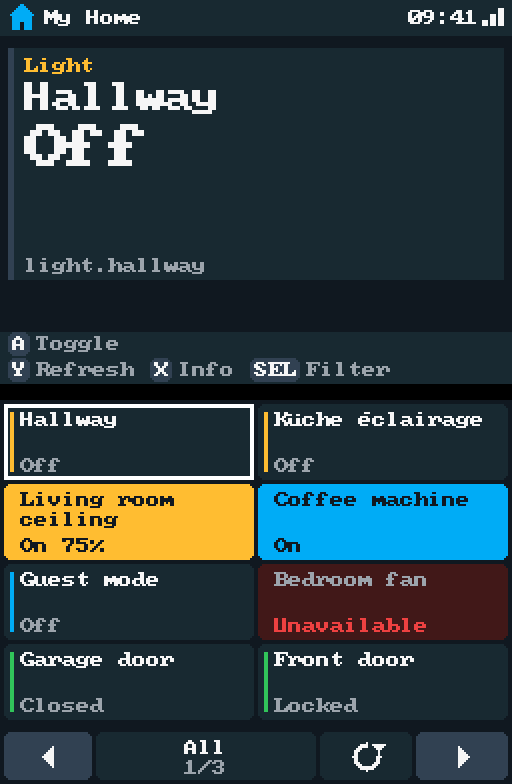 My Home 09:41
Light
Hallway
Off
light.hallway
A Toggle
Y Refresh X Info SEL Filter
Hallway
Off
Küche éclairage
Off
Living room
ceiling
On 75%
Coffee machine
On
Guest mode
Off
Bedroom fan
Unavailable
Garage door
Closed
Front door
Locked
All
1/3